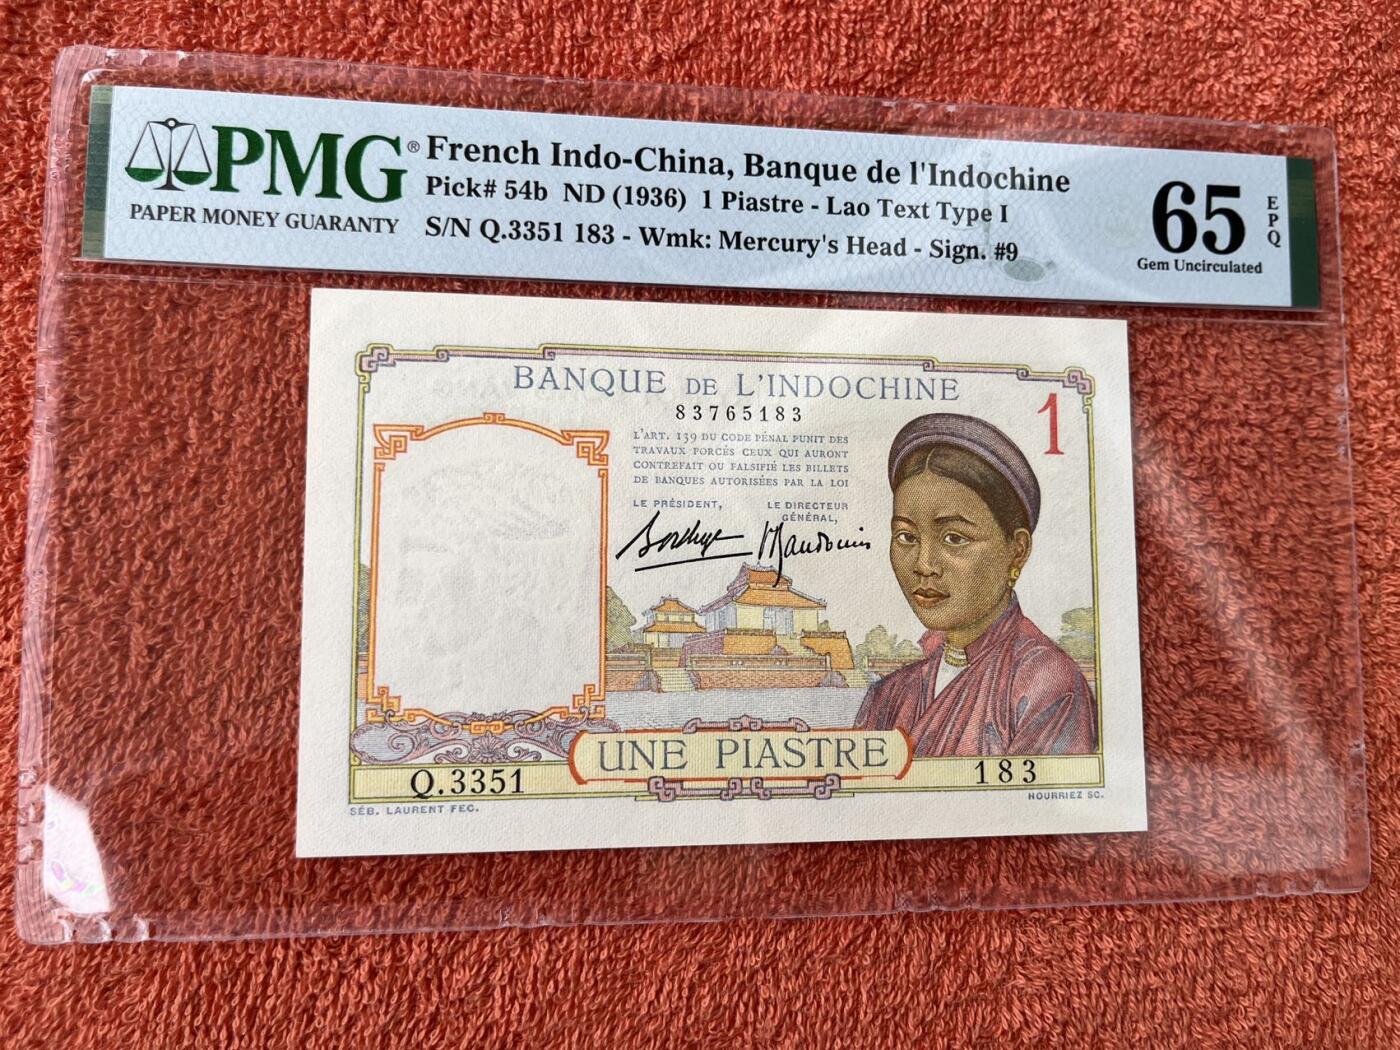 PMG®
PAPER MONEY GUARANTY
French Indo-China, Banque de l'Indochine
Pick# 54b ND (1936) 1 Piastre - Lao Text Type I
S/N Q.3351 183 - Wmk: Mercury's Head - Sign. #9
65
EPQ
Gem Uncirculated
BANQUE DE L'INDOCHINE
83765183
1
L'ART. 139 DU CODE PÉNAL PUNIT DES
TRAVAUX FORCÉS CEUX QUI AURONT
CONTREFAIT OU FALSIFIÉ LES BILLETS
DE BANQUES AUTORISÉES PAR LA LOI
LE PRÉSIDENT,
LE DIRECTEUR
GÉNÉRAL,
UNE PIASTRE
Q.3351
183
SÉB. LAURENT FEC.
HOURRIEZ SC.